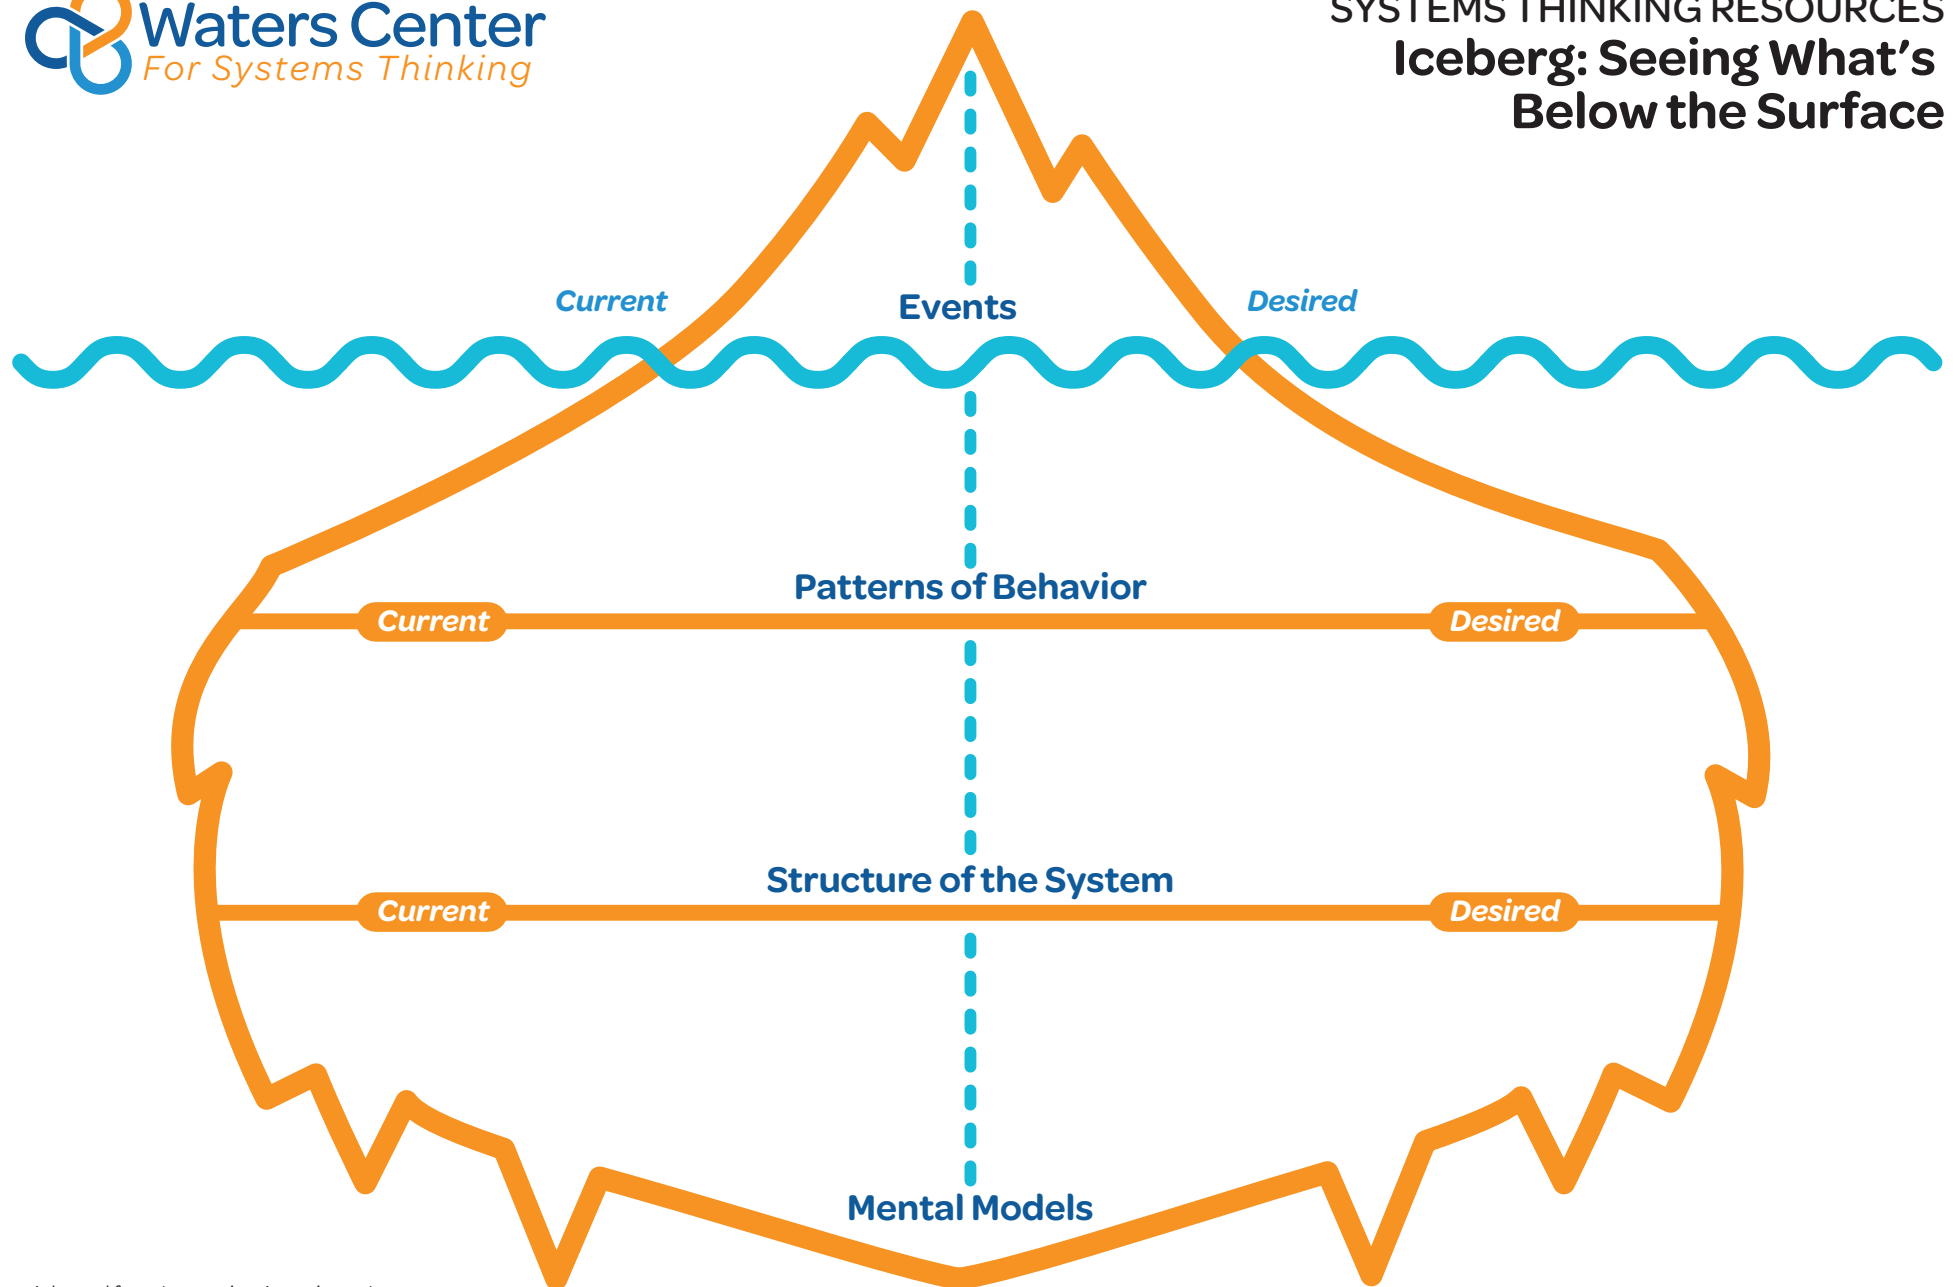 Waters Center
For Systems Thinking
SYSTEMS THINKING RESOURCES
Iceberg: Seeing What's
Below the Surface
Current
Events
Desired
Patterns of Behavior
Current
Desired
Structure of the System
Current
Desired
Mental Models